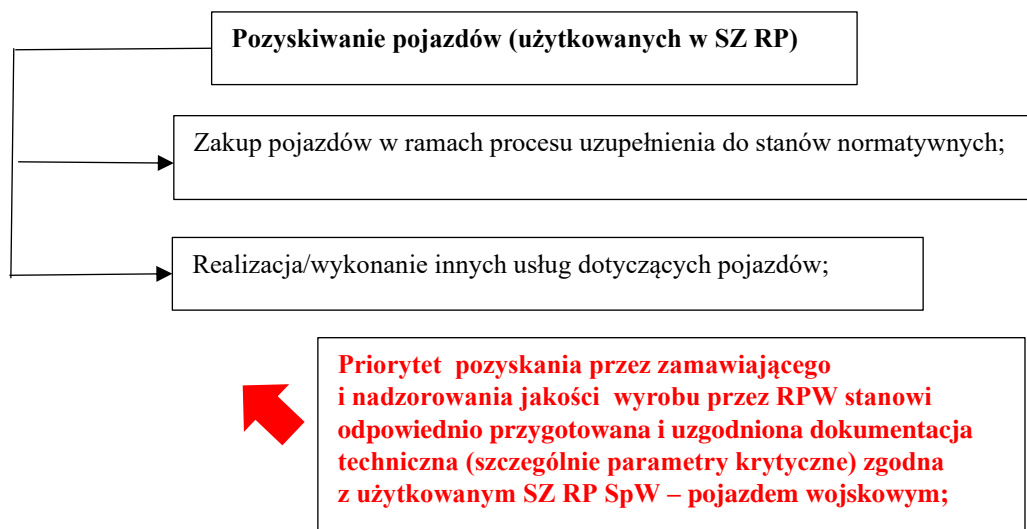 Pozyskiwanie pojazdów (użytkowanych w SZ RP)
Zakup pojazdów w ramach procesu uzupełnienia do stanów normatywnych;
Realizacja/wykonanie innych usług dotyczących pojazdów;
Priorytet pozyskania przez zamawiającego
i nadzorowania jakości wyrobu przez RPW stanowi
odpowiednio przygotowana i uzgodniona dokumentacja
techniczna (szczególnie parametry krytyczne) zgodna
z użytkowanym SZ RP SpW – pojazdem wojskowym;